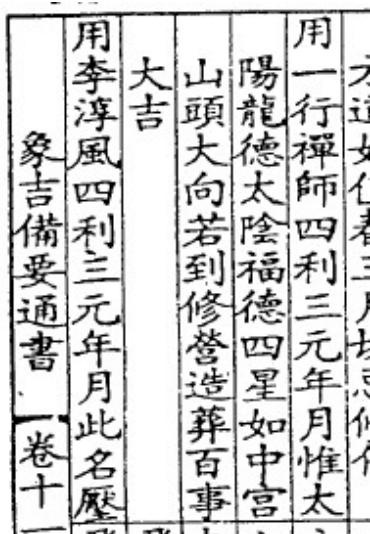 用一行禪師四利三元年月惟太
陽龍德太陰福德四星如中宮
山頭大向若到修營造葬百事
大吉
用李淳風四利三元年月此名壓
象吉備要通書 卷十